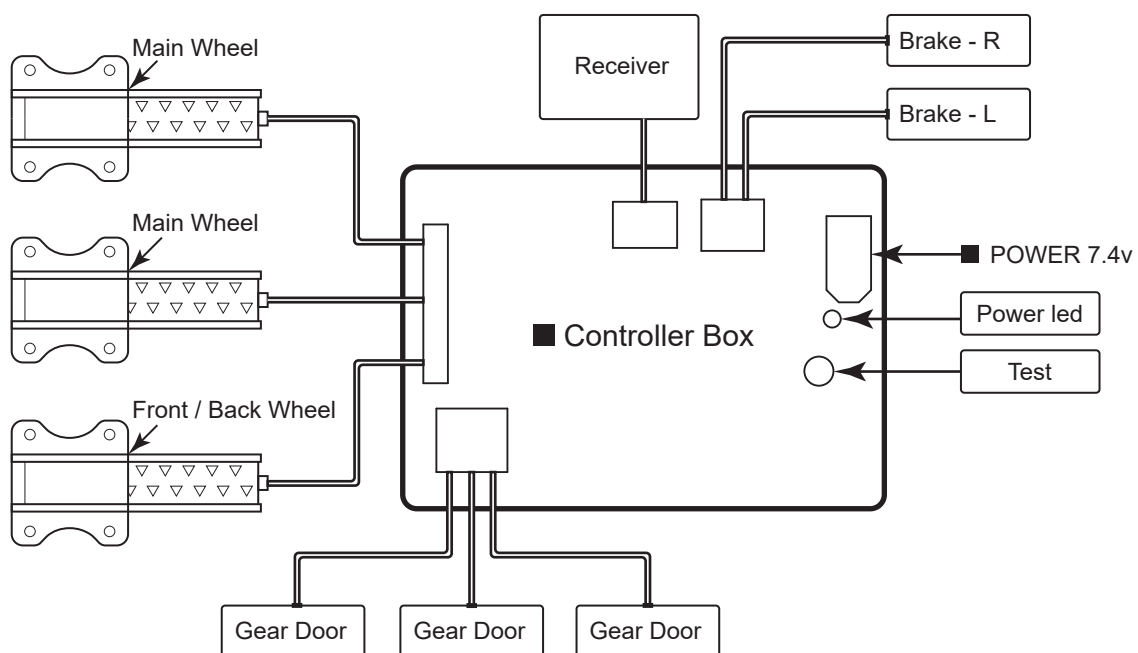 Main Wheel
Receiver
Brake - R
Brake - L
Main Wheel
POWER 7.4v
Power led
Controller Box
Test
Front / Back Wheel
Gear Door
Gear Door
Gear Door